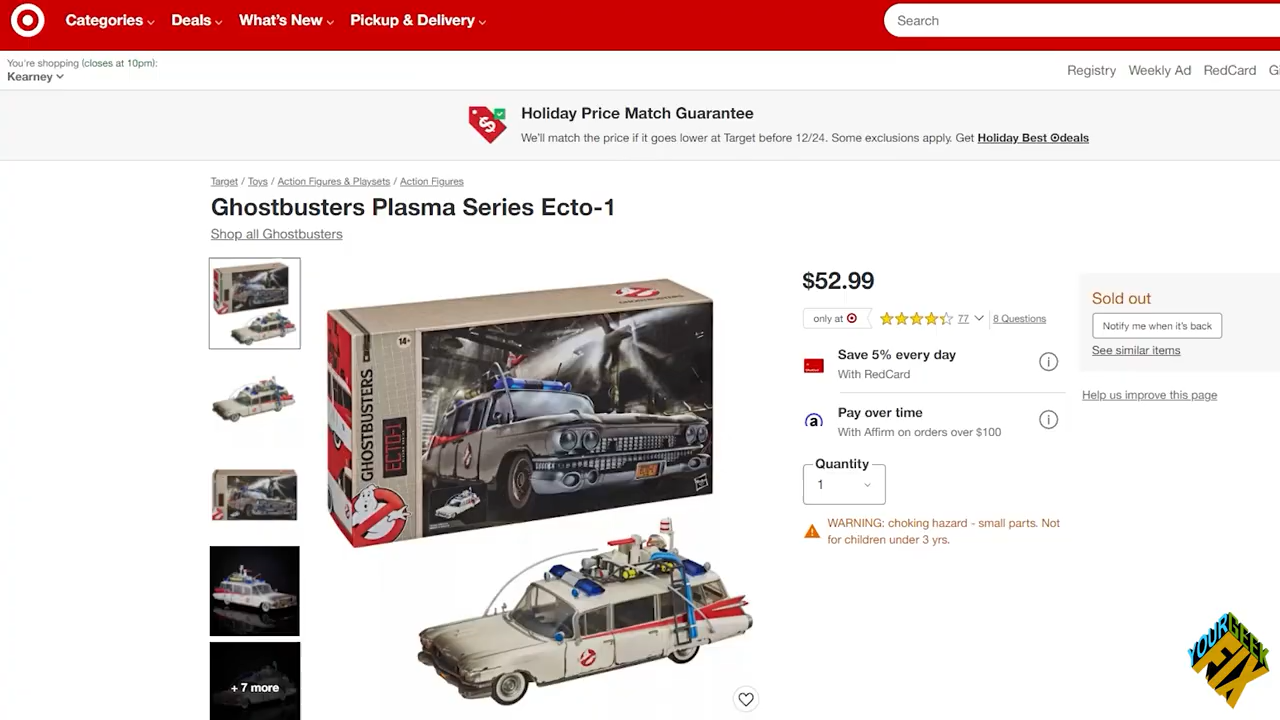 Categories
Deals
What's New
Pickup & Delivery
Search
You're shopping (closes at 10pm):
Kearney
Registry
Weekly Ad
RedCard
Holiday Price Match Guarantee
We'll match the price if it goes lower at Target before 12/24. Some exclusions apply. Get Holiday Best deals
Target / Toys / Action Figures & Playsets / Action Figures
Ghostbusters Plasma Series Ecto-1
Shop all Ghostbusters
14+
GHOSTBUSTERS
ECTO-1
+ 7 more
$52.99
only at
77
8 Questions
Save 5% every day
With RedCard
Pay over time
With Affirm on orders over $100
Quantity
1
WARNING: choking hazard - small parts. Not
for children under 3 yrs.
Sold out
Notify me when it's back
See similar items
Help us improve this page
YOUR GEEK
FIX